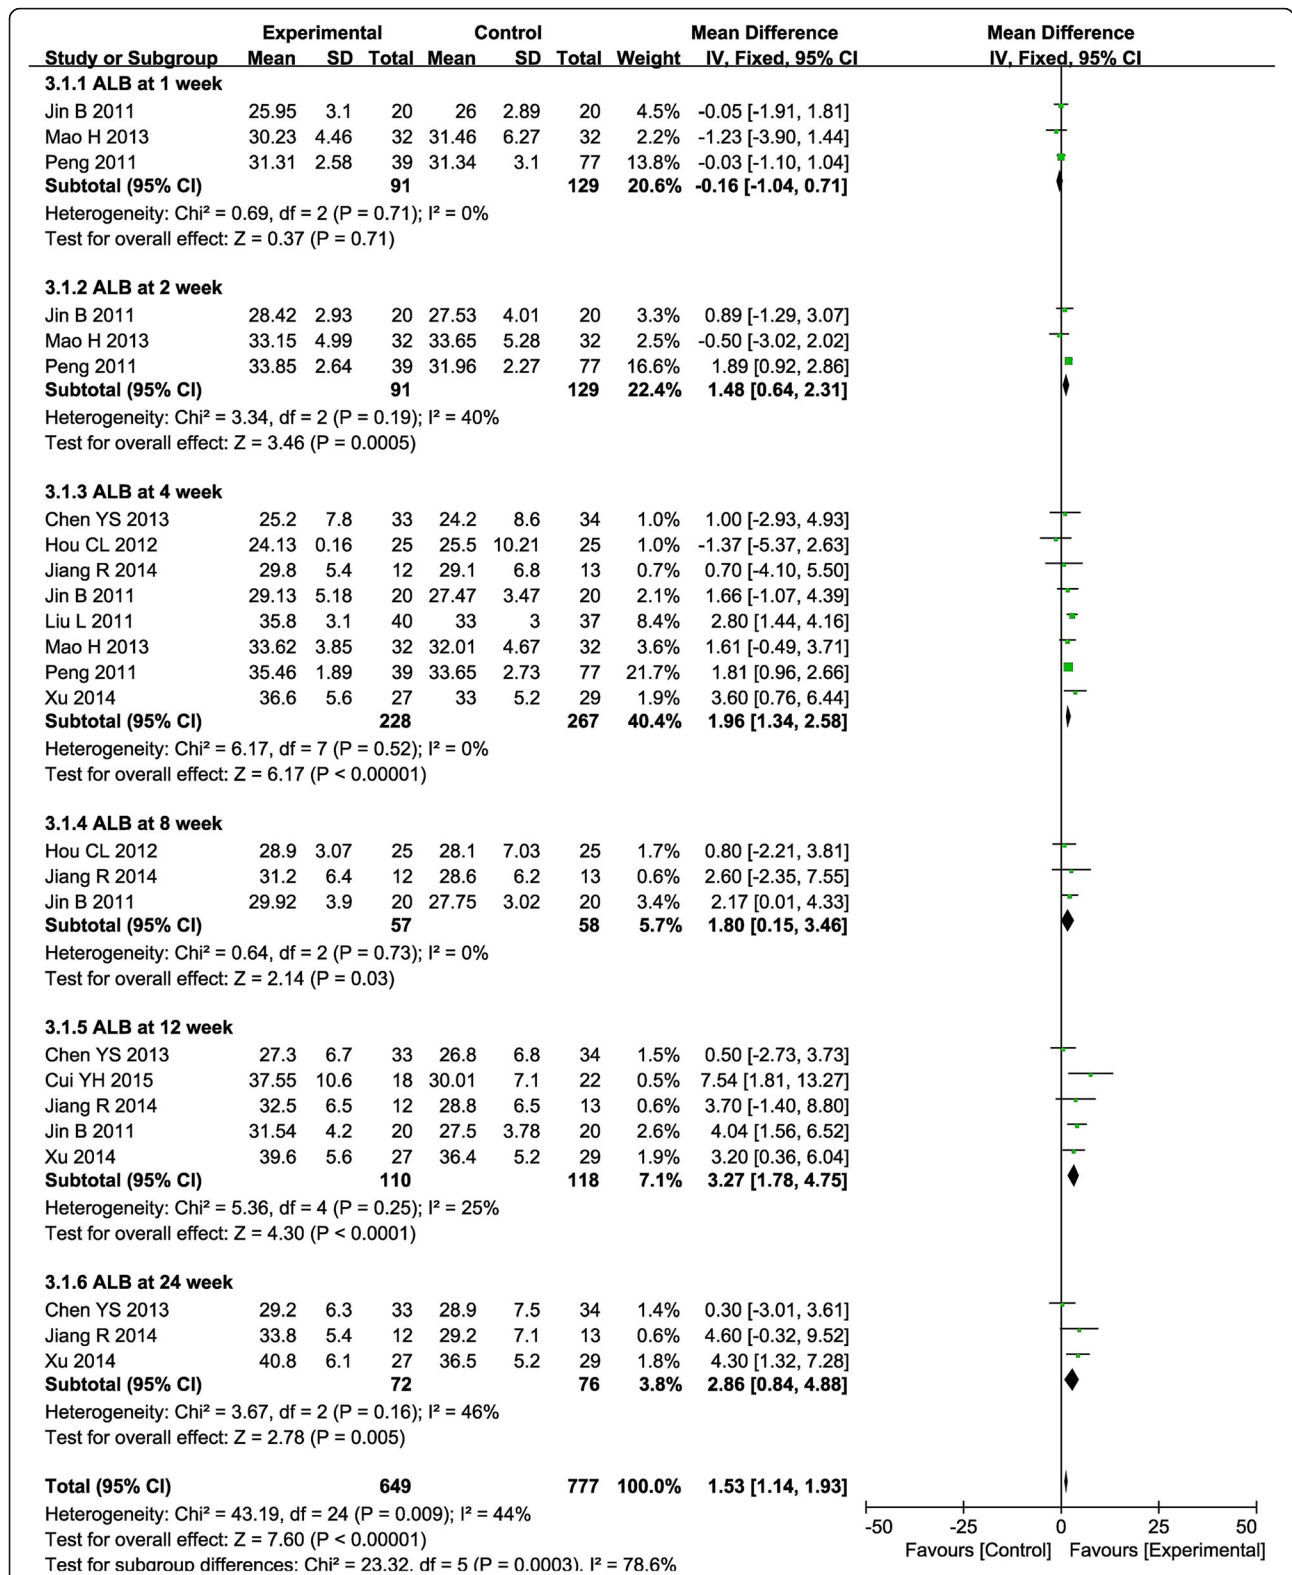 Experimental Control Mean Difference Mean Difference
Study or Subgroup Mean SD Total Mean SD Total Weight IV, Fixed, 95% CI IV, Fixed, 95% CI
3.1.1 ALB at 1 week
Jin B 2011 25.95 3.1 20 26 2.89 20 4.5% -0.05 [-1.91, 1.81]
Mao H 2013 30.23 4.46 32 31.46 6.27 32 2.2% -1.23 [-3.90, 1.44]
Peng 2011 31.31 2.58 39 31.34 3.1 77 13.8% -0.03 [-1.10, 1.04]
Subtotal (95% CI) 91 129 20.6% -0.16 [-1.04, 0.71]
Heterogeneity: Chi² = 0.69, df = 2 (P = 0.71); I² = 0%
Test for overall effect: Z = 0.37 (P = 0.71)
3.1.2 ALB at 2 week
Jin B 2011 28.42 2.93 20 27.53 4.01 20 3.3% 0.89 [-1.29, 3.07]
Mao H 2013 33.15 4.99 32 33.65 5.28 32 2.5% -0.50 [-3.02, 2.02]
Peng 2011 33.85 2.64 39 31.96 2.27 77 16.6% 1.89 [0.92, 2.86]
Subtotal (95% CI) 91 129 22.4% 1.48 [0.64, 2.31]
Heterogeneity: Chi² = 3.34, df = 2 (P = 0.19); I² = 40%
Test for overall effect: Z = 3.46 (P = 0.0005)
3.1.3 ALB at 4 week
Chen YS 2013 25.2 7.8 33 24.2 8.6 34 1.0% 1.00 [-2.93, 4.93]
Hou CL 2012 24.13 0.16 25 25.5 10.21 25 1.0% -1.37 [-5.37, 2.63]
Jiang R 2014 29.8 5.4 12 29.1 6.8 13 0.7% 0.70 [-4.10, 5.50]
Jin B 2011 29.13 5.18 20 27.47 3.47 20 2.1% 1.66 [-1.07, 4.39]
Liu L 2011 35.8 3.1 40 33 3 37 8.4% 2.80 [1.44, 4.16]
Mao H 2013 33.62 3.85 32 32.01 4.67 32 3.6% 1.61 [-0.49, 3.71]
Peng 2011 35.46 1.89 39 33.65 2.73 77 21.7% 1.81 [0.96, 2.66]
Xu 2014 36.6 5.6 27 33 5.2 29 1.9% 3.60 [0.76, 6.44]
Subtotal (95% CI) 228 267 40.4% 1.96 [1.34, 2.58]
Heterogeneity: Chi² = 6.17, df = 7 (P = 0.52); I² = 0%
Test for overall effect: Z = 6.17 (P < 0.00001)
3.1.4 ALB at 8 week
Hou CL 2012 28.9 3.07 25 28.1 7.03 25 1.7% 0.80 [-2.21, 3.81]
Jiang R 2014 31.2 6.4 12 28.6 6.2 13 0.6% 2.60 [-2.35, 7.55]
Jin B 2011 29.92 3.9 20 27.75 3.02 20 3.4% 2.17 [0.01, 4.33]
Subtotal (95% CI) 57 58 5.7% 1.80 [0.15, 3.46]
Heterogeneity: Chi² = 0.64, df = 2 (P = 0.73); I² = 0%
Test for overall effect: Z = 2.14 (P = 0.03)
3.1.5 ALB at 12 week
Chen YS 2013 27.3 6.7 33 26.8 6.8 34 1.5% 0.50 [-2.73, 3.73]
Cui YH 2015 37.55 10.6 18 30.01 7.1 22 0.5% 7.54 [1.81, 13.27]
Jiang R 2014 32.5 6.5 12 28.8 6.5 13 0.6% 3.70 [-1.40, 8.80]
Jin B 2011 31.54 4.2 20 27.5 3.78 20 2.6% 4.04 [1.56, 6.52]
Xu 2014 39.6 5.6 27 36.4 5.2 29 1.9% 3.20 [0.36, 6.04]
Subtotal (95% CI) 110 118 7.1% 3.27 [1.78, 4.75]
Heterogeneity: Chi² = 5.36, df = 4 (P = 0.25); I² = 25%
Test for overall effect: Z = 4.30 (P < 0.0001)
3.1.6 ALB at 24 week
Chen YS 2013 29.2 6.3 33 28.9 7.5 34 1.4% 0.30 [-3.01, 3.61]
Jiang R 2014 33.8 5.4 12 29.2 7.1 13 0.6% 4.60 [-0.32, 9.52]
Xu 2014 40.8 6.1 27 36.5 5.2 29 1.8% 4.30 [1.32, 7.28]
Subtotal (95% CI) 72 76 3.8% 2.86 [0.84, 4.88]
Heterogeneity: Chi² = 3.67, df = 2 (P = 0.16); I² = 46%
Test for overall effect: Z = 2.78 (P = 0.005)
Total (95% CI) 649 777 100.0% 1.53 [1.14, 1.93]
Heterogeneity: Chi² = 43.19, df = 24 (P = 0.009); I² = 44%
Test for overall effect: Z = 7.60 (P < 0.00001)
Test for subgroup differences: Chi² = 23.32, df = 5 (P = 0.0003), I² = 78.6%
-50 -25 0 25 50
Favours [Control] Favours [Experimental]